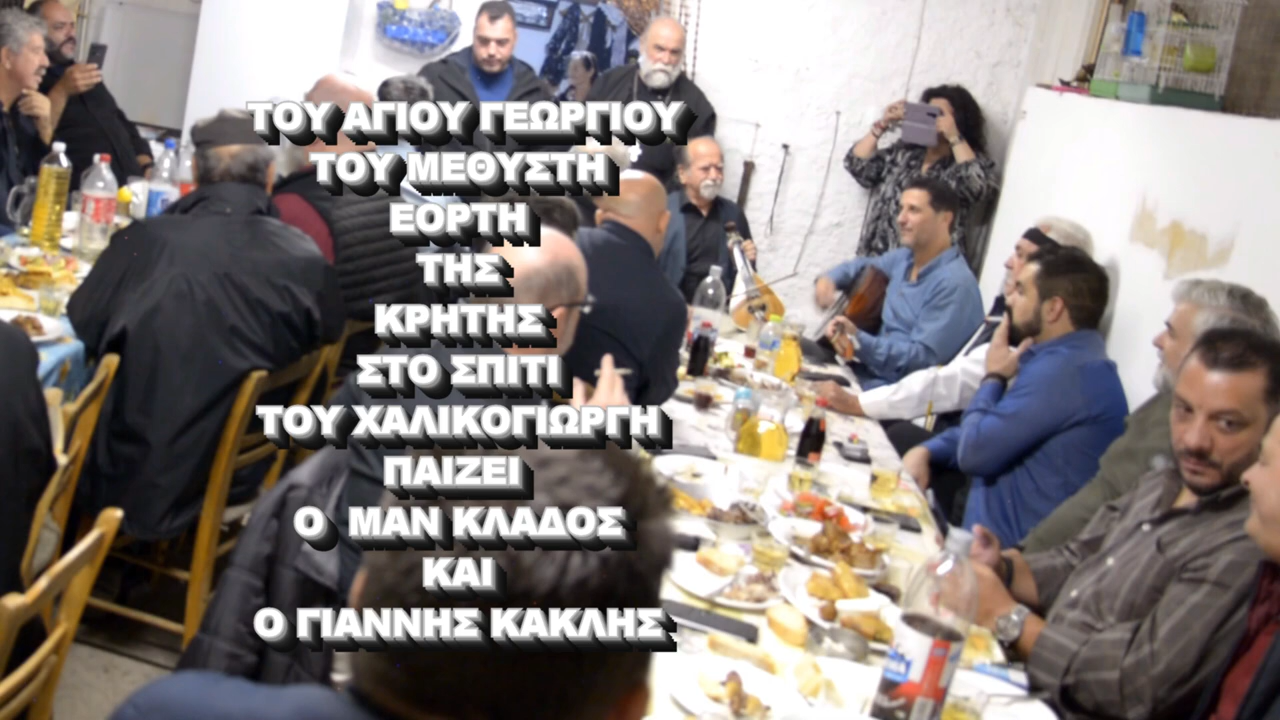 ΤΟΥ ΑΓΙΟΥ ΓΕΩΡΓΙΟΥ
ΤΟΥ ΜΕΘΥΣΤΗ
ΕΟΡΤΗ
ΤΗΣ
ΚΡΗΤΗΣ
ΣΤΟ ΣΠΙΤΙ
ΤΟΥ ΧΑΛΙΚΟΓΙΩΡΓΗ
ΠΑΙΖΕΙ
Ο ΜΑΝ ΚΛΑΔΟΣ
ΚΑΙ
Ο ΓΙΑΝΝΗΣ ΚΑΚΛΗΣ